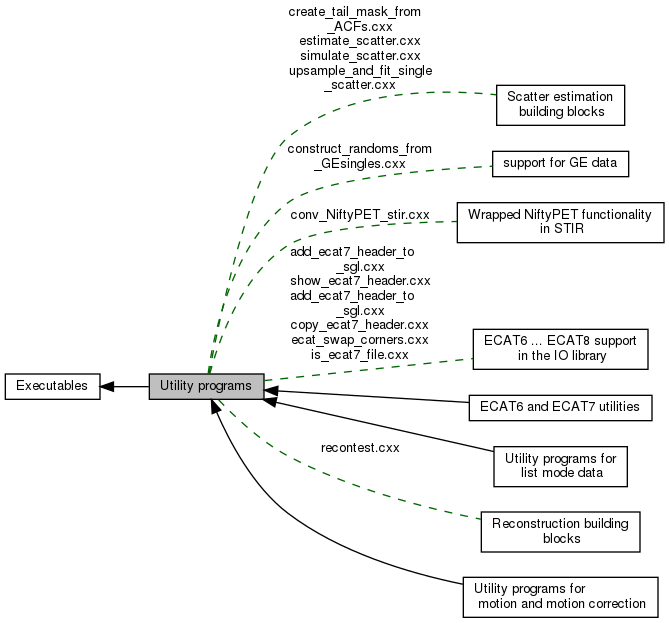 create_tail_mask_from
_ACFs.cxx
estimate_scatter.cxx
simulate_scatter.cxx
upsample_and_fit_single
_scatter.cxx
Scatter estimation
building blocks
construct_randoms_from
_GEsingles.cxx
support for GE data
conv_NiftyPET_stir.cxx
Wrapped NiftyPET functionality
in STIR
add_ecat7_header_to
_sgl.cxx
show_ecat7_header.cxx
add_ecat7_header_to
_sgl.cxx
copy_ecat7_header.cxx
ecat_swap_corners.cxx
is_ecat7_file.cxx
ECAT6 ... ECAT8 support
in the IO library
Executables
Utility programs
ECAT6 and ECAT7 utilities
recontest.cxx
Utility programs for
list mode data
Reconstruction building
blocks
Utility programs for
motion and motion correction